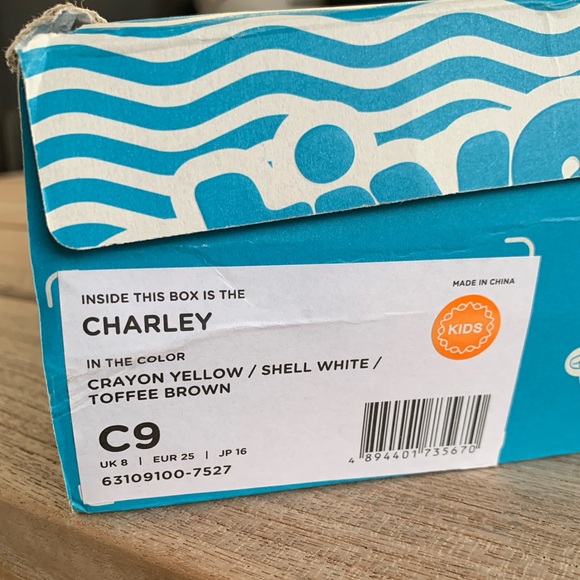 INSIDE THIS BOX IS THE
CHARLEY
MADE IN CHINA
KIDS
IN THE COLOR
CRAYON YELLOW / SHELL WHITE /
TOFFEE BROWN
C9
UK 8 | EUR 25 | JP 16
63109100-7527
4 894401 735670